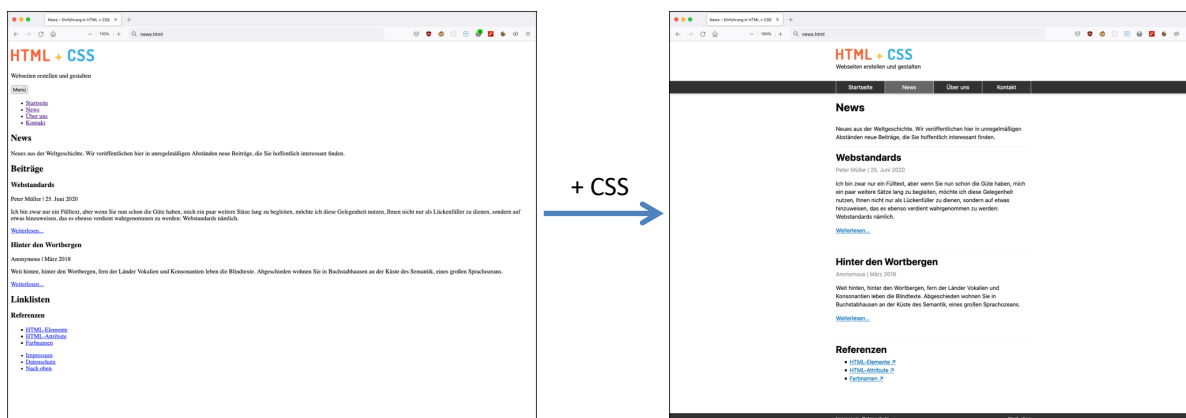 News – Einführung in HTML + CSS × +
110% news.html
HTML + CSS
Webseiten erstellen und gestalten
Menü
Startseite
News
Über uns
Kontakt
News
Neues aus der Weltgeschichte. Wir veröffentlichen hier in unregelmäßigen Abständen neue Beiträge, die Sie hoffentlich interessant finden.
Beiträge
Webstandards
Peter Müller | 25. Juni 2020
Ich bin zwar nur ein Fülltext, aber wenn Sie nun schon die Güte haben, mich ein paar weitere Sätze lang zu begleiten, möchte ich diese Gelegenheit nutzen, Ihnen nicht nur als Lückenfüller zu dienen, sondern auf
etwas hinzuweisen, das es ebenso verdient wahrgenommen zu werden: Webstandards nämlich.
Weiterlesen...
Hinter den Wortbergen
Anonymous | März 2018
Weit hinten, hinter den Wortbergen, fern der Länder Vokalien und Konsonantien leben die Blindtexte. Abgeschieden wohnen Sie in Buchstabhausen an der Küste des Semantik, eines großen Sprachozeans.
Weiterlesen...
Linklisten
Referenzen
HTML-Elemente
HTML-Attribute
Farbnamen
Impressum
Datenschutz
Nach oben
+ CSS
News – Einführung in HTML + CSS × +
news.html
HTML + CSS
Webseiten erstellen und gestalten
Startseite News Über uns Kontakt
News
Neues aus der Weltgeschichte. Wir veröffentlichen hier in unregelmäßigen
Abständen neue Beiträge, die Sie hoffentlich interessant finden.
Webstandards
Peter Müller | 25. Juni 2020
Ich bin zwar nur ein Fülltext, aber wenn Sie nun schon die Güte haben, mich
ein paar weitere Sätze lang zu begleiten, möchte ich diese Gelegenheit
nutzen, Ihnen nicht nur als Lückenfüller zu dienen, sondern auf etwas
hinzuweisen, das es ebenso verdient wahrgenommen zu werden:
Webstandards nämlich.
Weiterlesen...
Hinter den Wortbergen
Anonymous | März 2018
Weit hinten, hinter den Wortbergen, fern der Länder Vokalien und
Konsonantien leben die Blindtexte. Abgeschieden wohnen Sie in
Buchstabhausen an der Küste des Semantik, eines großen Sprachozeans.
Weiterlesen...
Referenzen
HTML-Elemente ↗
HTML-Attribute ↗
Farbnamen ↗